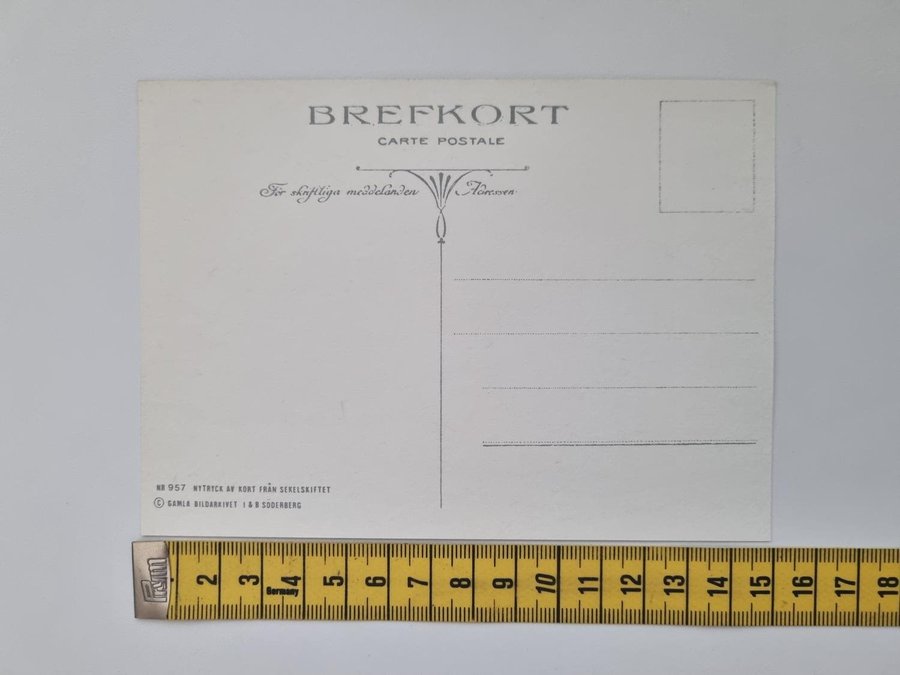 BREFKORT
CARTE POSTALE
För skriftliga meddelanden Adressen
NR 957 NYTRYCK AV KORT FRÅN SEKELSKIFTET
© GAMLA BILDARKIVET I & B SÖDERBERG
Prym 2 3 4 5 6 7 8 9 10 11 12 13 14 15 16 17 18
Germany